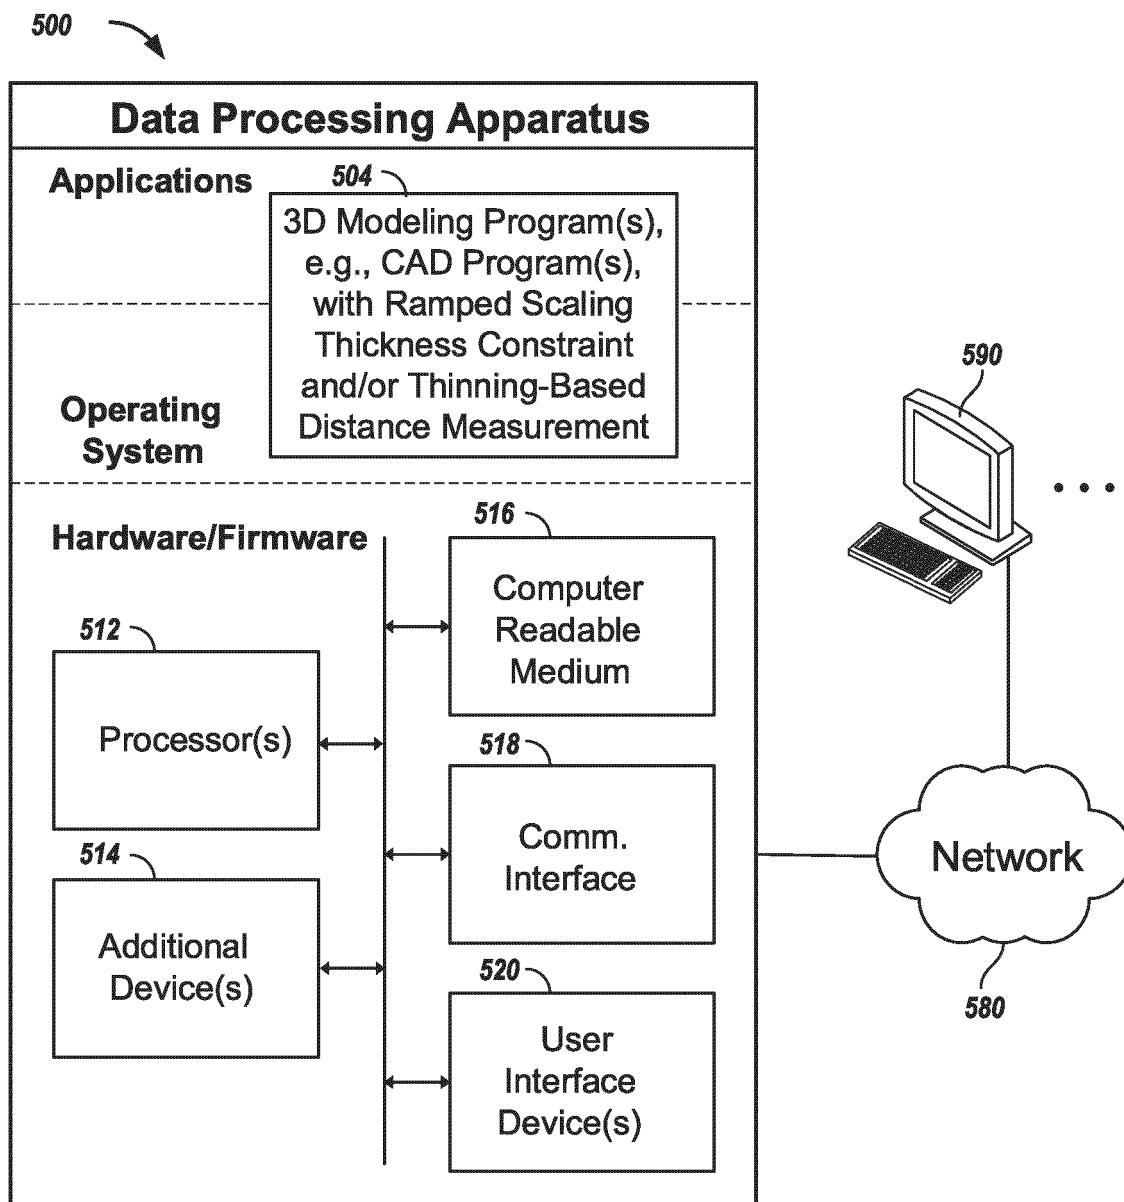 500
Data Processing Apparatus
Applications
504
3D Modeling Program(s),
e.g., CAD Program(s),
with Ramped Scaling
Thickness Constraint
and/or Thinning-Based
Distance Measurement
Operating
System
Hardware/Firmware
516
Computer
Readable
Medium
512
Processor(s)
518
Comm.
Interface
514
Additional
Device(s)
520
User
Interface
Device(s)
590
Network
580